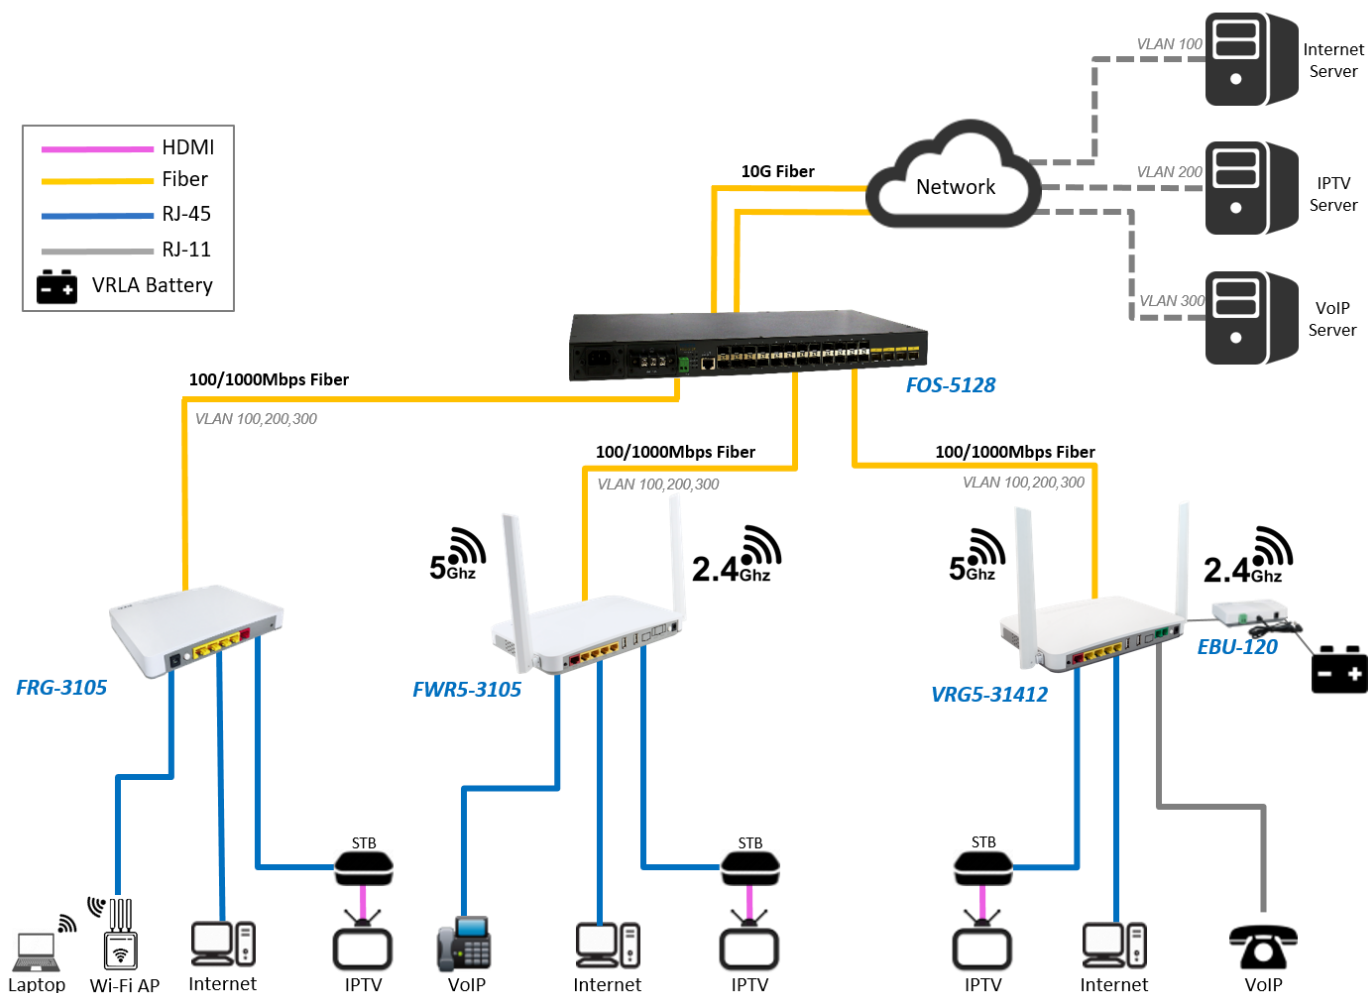 VLAN 100
Internet
Server
HDMI
Fiber
RJ-45
RJ-11
VRLA Battery
10G Fiber
Network
VLAN 200
IPTV
Server
VLAN 300
VoIP
Server
FOS-5128
100/1000Mbps Fiber
VLAN 100,200,300
100/1000Mbps Fiber
VLAN 100,200,300
100/1000Mbps Fiber
VLAN 100,200,300
5Ghz
2.4Ghz
5Ghz
2.4Ghz
FRG-3105
FWR5-3105
VRG5-31412
EBU-120
STB
STB
STB
Laptop
Wi-Fi AP
Internet
IPTV
VoIP
Internet
IPTV
IPTV
Internet
VoIP